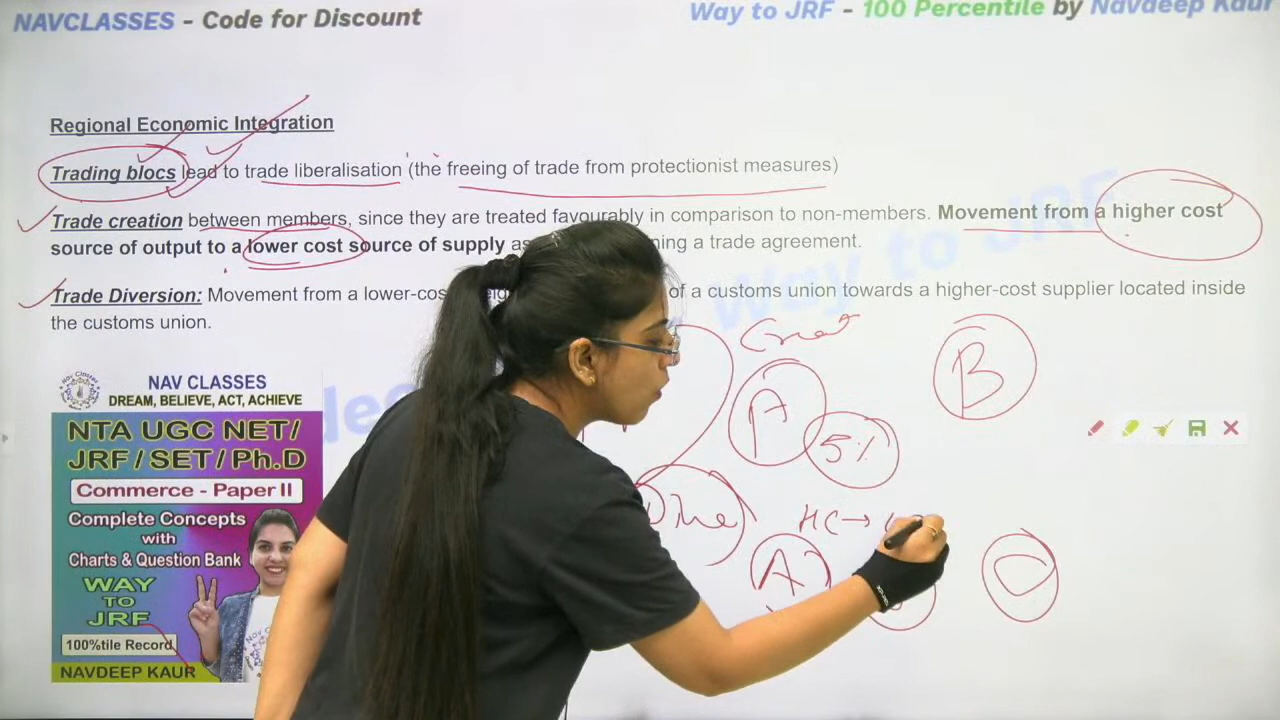 NAVCLASSES - Code for Discount
Way to JRF - 100 Percentile by Navdeep Kaur
Regional Economic Integration
Trading blocs lead to trade liberalisation (the freeing of trade from protectionist measures)
Trade creation between members, since they are treated favourably in comparison to non-members. Movement from a higher cost
source of output to a lower cost source of supply a trade agreement.
Trade Diversion: Movement from a lower-cost of a customs union towards a higher-cost supplier located inside
the customs union.
A
B
5%
HC →
A
NAV CLASSES
DREAM, BELIEVE, ACT, ACHIEVE
NTA UGC NET/
JRF / SET / Ph.D
Commerce - Paper II
Complete Concepts
with
Charts & Question Bank
WAY
TO
JRF
100%tile Record
NAVDEEP KAUR